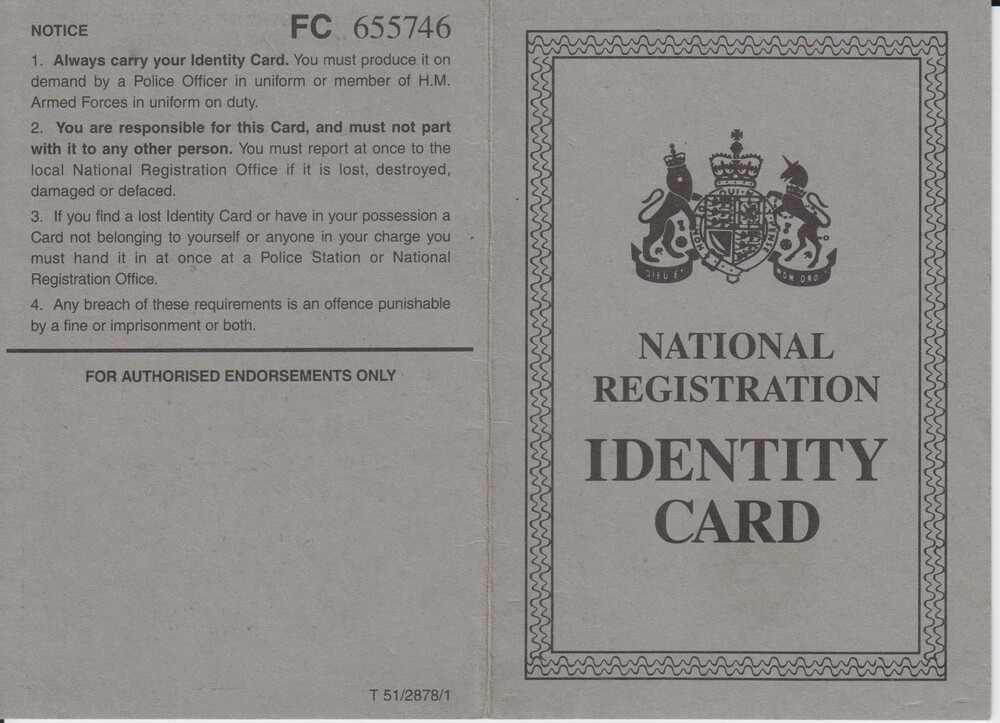 NOTICE
FC 655746
1. Always carry your Identity Card. You must produce it on
demand by a Police Officer in uniform or member of H.M.
Armed Forces in uniform on duty.
2. You are responsible for this Card, and must not part
with it to any other person. You must report at once to the
local National Registration Office if it is lost, destroyed,
damaged or defaced.
3. If you find a lost Identity Card or have in your possession a
Card not belonging to yourself or anyone in your charge you
must hand it in at once at a Police Station or National
Registration Office.
4. Any breach of these requirements is an offence punishable
by a fine or imprisonment or both.
FOR AUTHORISED ENDORSEMENTS ONLY
T 51/2878/1
DIEU ET
MON DROIT
NATIONAL
REGISTRATION
IDENTITY
CARD